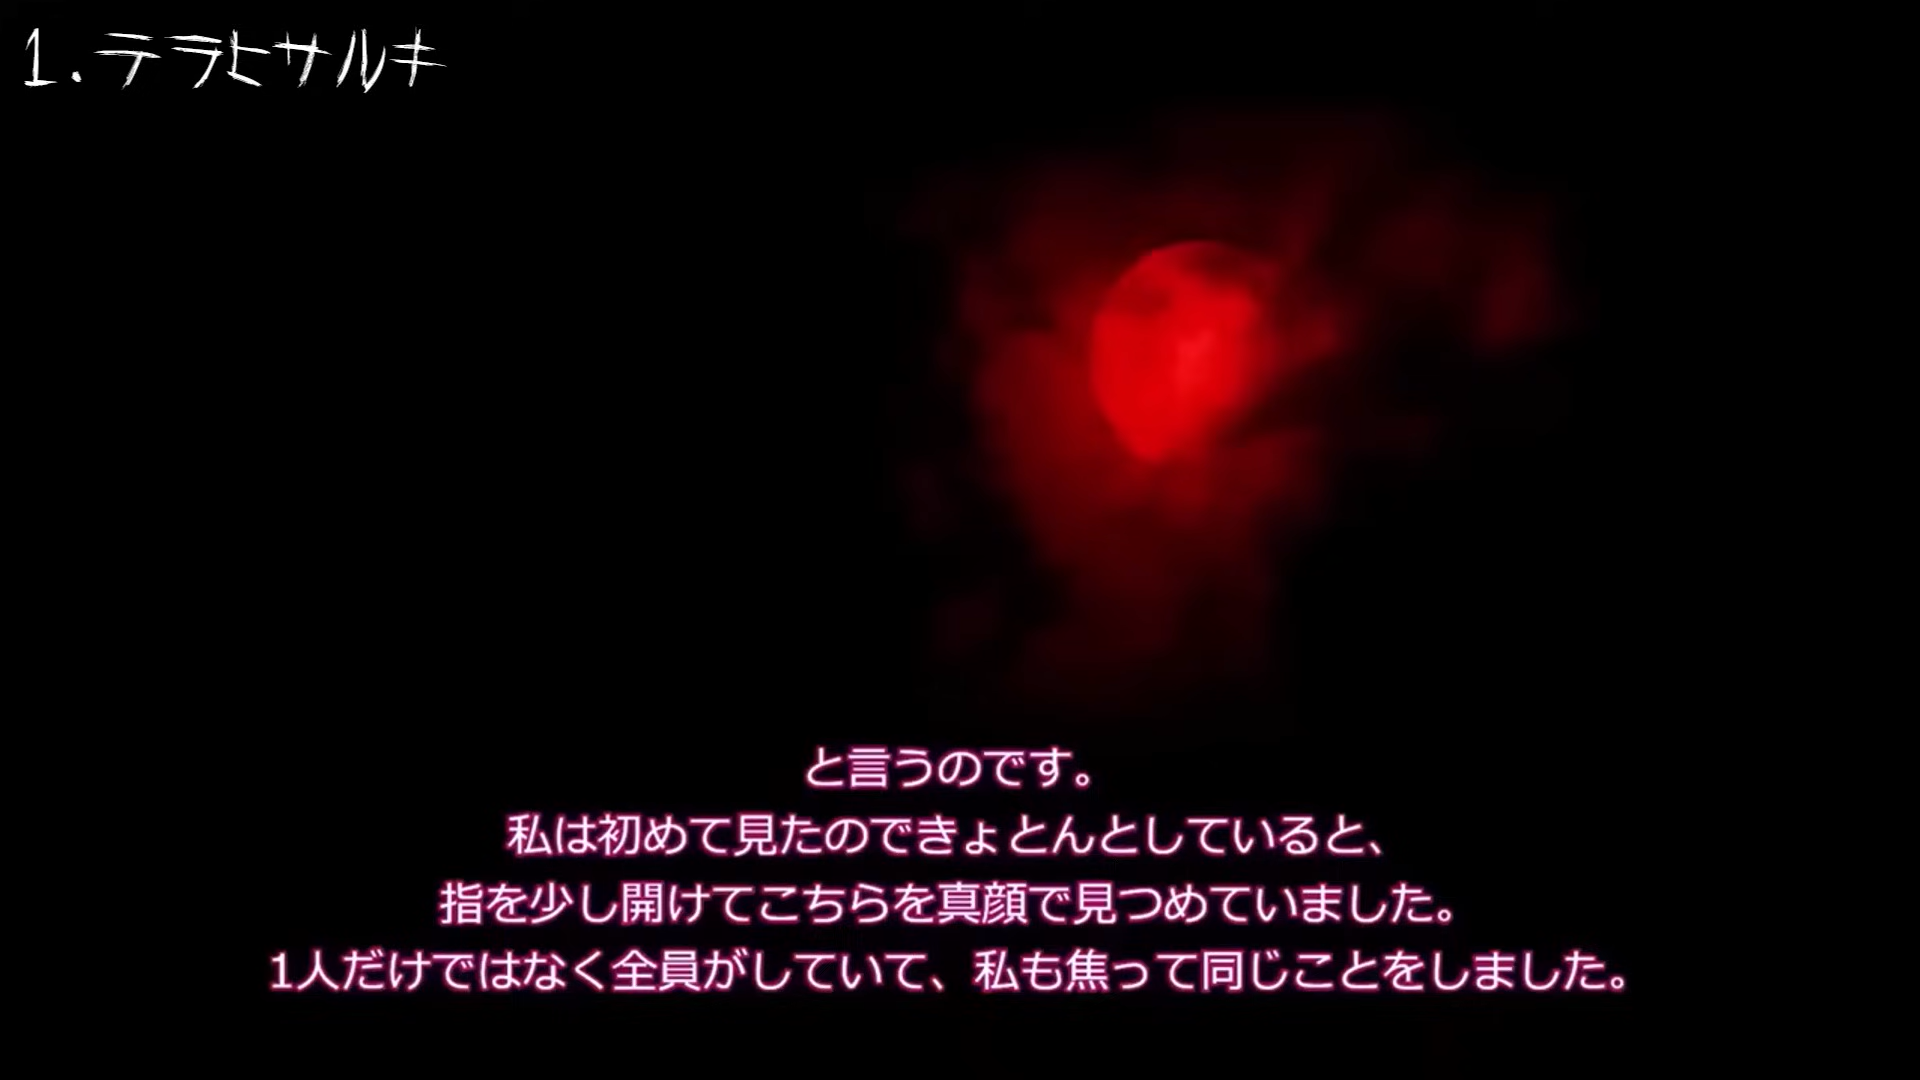 1.テラヒサルキ
と言うのです。
私は初めて見たのできょとんとしていると、
指を少し開けてこちらを真顔で見つめていました。
1人だけではなく全員がしていて、私も焦って同じことをしました。